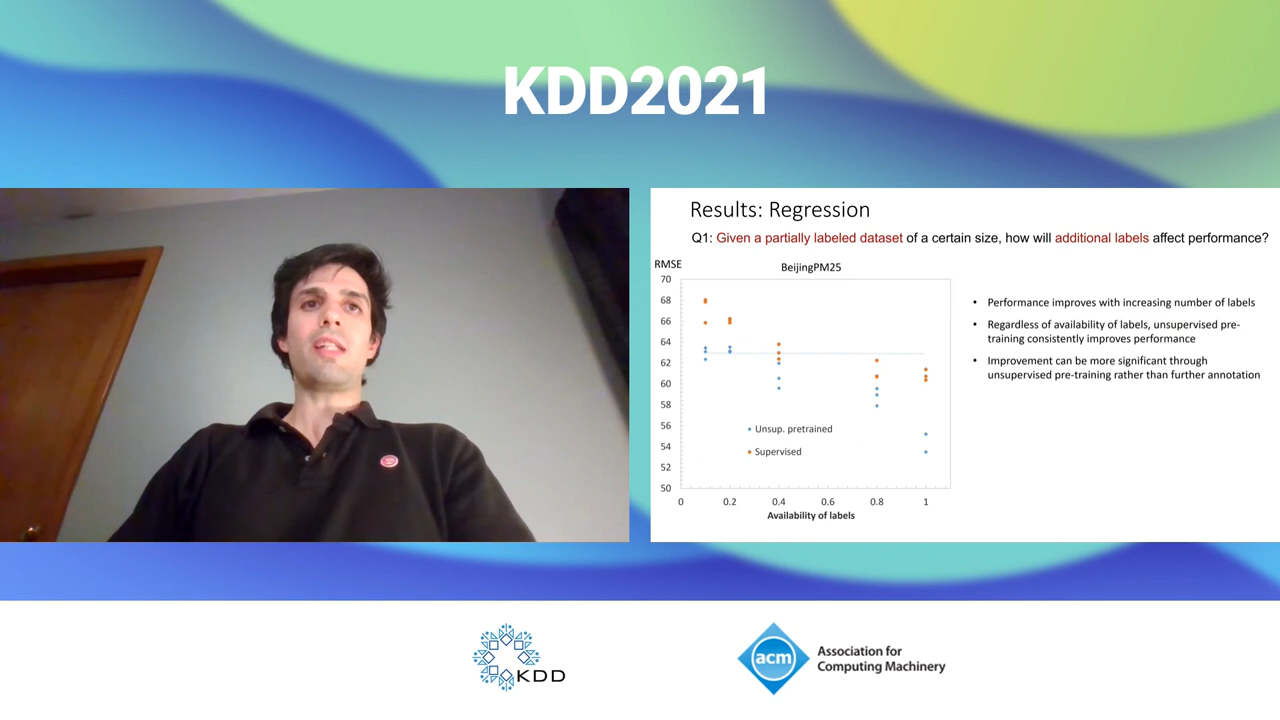 KDD2021
Results: Regression
Q1: Given a partially labeled dataset of a certain size, how will additional labels affect performance?
RMSE
BeijingPM25
70
68
66
64
62
60
58
56
54
52
50
0
0.2
0.4
0.6
0.8
1
Availability of labels
Unsup. pretrained
Supervised
• Performance improves with increasing number of labels
• Regardless of availability of labels, unsupervised pre-
training consistently improves performance
• Improvement can be more significant through
unsupervised pre-training rather than further annotation
KDD
acm
Association for
Computing Machinery